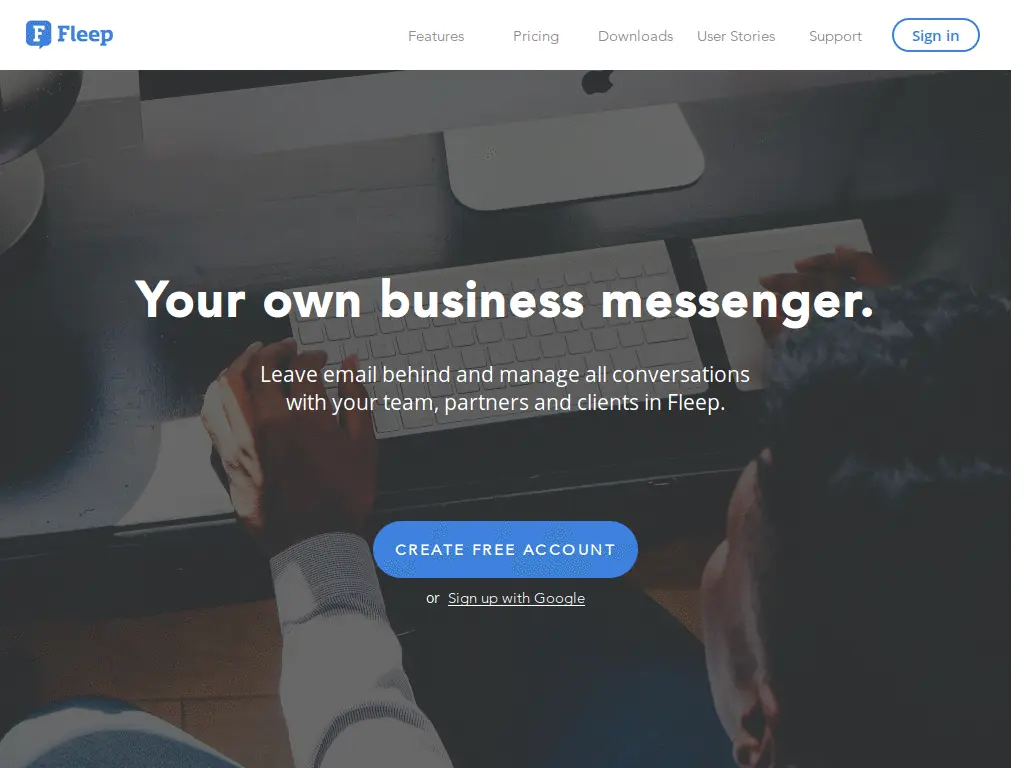 F Fleep
Features Pricing Downloads User Stories Support Sign in
Your own business messenger.
Leave email behind and manage all conversations
with your team, partners and clients in Fleep.
CREATE FREE ACCOUNT
or Sign up with Google